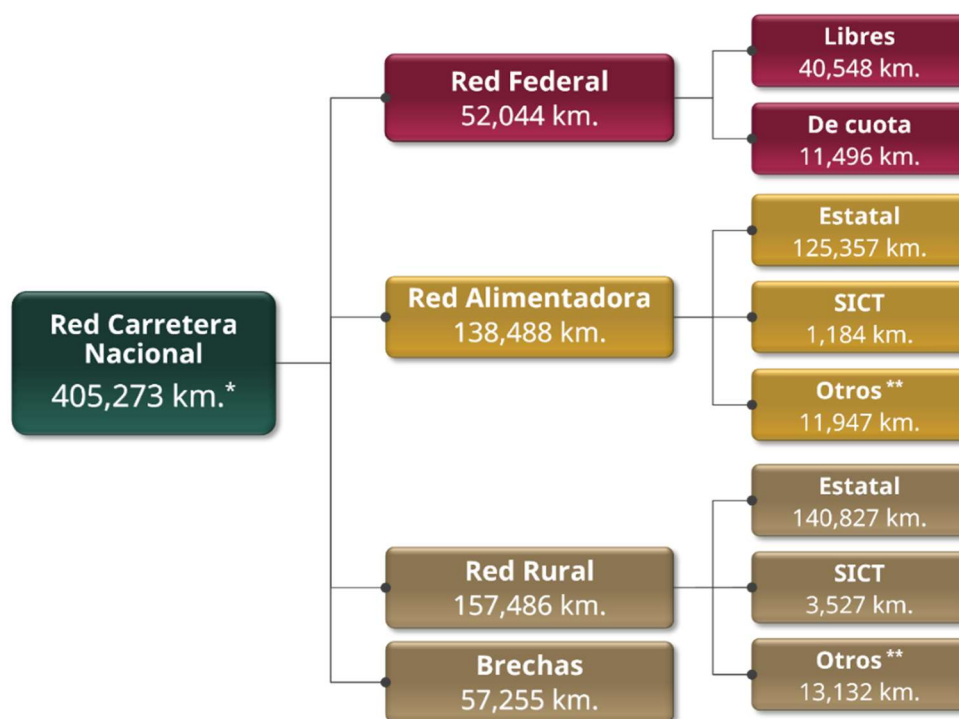 Red Carretera
Nacional
405,273 km.*
Red Federal
52,044 km.
Libres
40,548 km.
De cuota
11,496 km.
Red Alimentadora
138,488 km.
Estatal
125,357 km.
SICT
1,184 km.
Otros **
11,947 km.
Red Rural
157,486 km.
Estatal
140,827 km.
SICT
3,527 km.
Otros **
13,132 km.
Brechas
57,255 km.